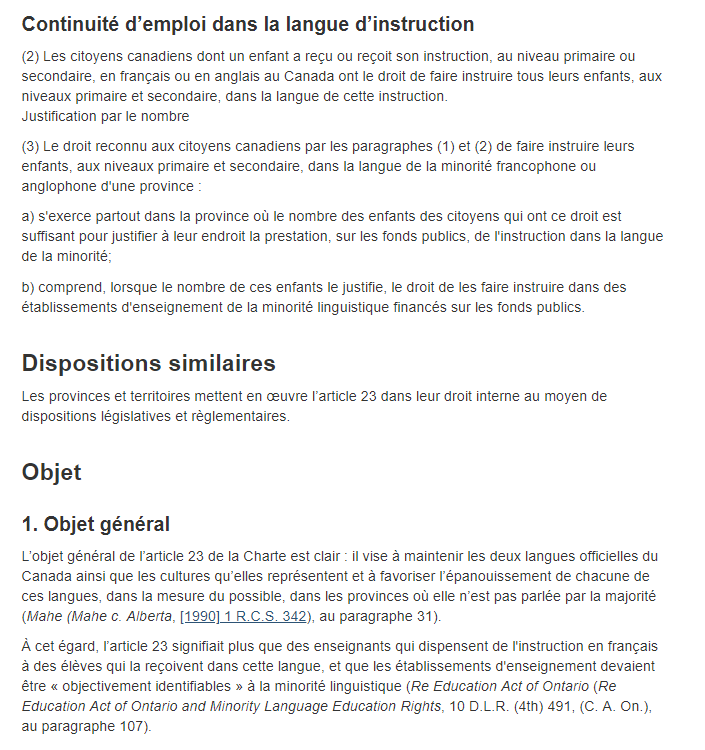 Continuité d’emploi dans la langue d’instruction
(2) Les citoyens canadiens dont un enfant a reçu ou reçoit son instruction, au niveau primaire ou
secondaire, en français ou en anglais au Canada ont le droit de faire instruire tous leurs enfants, aux
niveaux primaire et secondaire, dans la langue de cette instruction.
Justification par le nombre
(3) Le droit reconnu aux citoyens canadiens par les paragraphes (1) et (2) de faire instruire leurs
enfants, aux niveaux primaire et secondaire, dans la langue de la minorité francophone ou
anglophone d'une province :
a) s'exerce partout dans la province où le nombre des enfants des citoyens qui ont ce droit est
suffisant pour justifier à leur endroit la prestation, sur les fonds publics, de l'instruction dans la langue
de la minorité;
b) comprend, lorsque le nombre de ces enfants le justifie, le droit de les faire instruire dans des
établissements d'enseignement de la minorité linguistique financés sur les fonds publics.
Dispositions similaires
Les provinces et territoires mettent en œuvre l’article 23 dans leur droit interne au moyen de
dispositions législatives et règlementaires.
Objet
1. Objet général
L’objet général de l’article 23 de la Charte est clair : il vise à maintenir les deux langues officielles du
Canada ainsi que les cultures qu’elles représentent et à favoriser l’épanouissement de chacune de
ces langues, dans la mesure du possible, dans les provinces où elle n’est pas parlée par la majorité
(Mahe (Mahe c. Alberta, [1990] 1 R.C.S. 342), au paragraphe 31).
À cet égard, l’article 23 signifiait plus que des enseignants qui dispensent de l'instruction en français
à des élèves qui la reçoivent dans cette langue, et que les établissements d'enseignement devaient
être « objectivement identifiables » à la minorité linguistique (Re Education Act of Ontario (Re
Education Act of Ontario and Minority Language Education Rights, 10 D.L.R. (4th) 491, (C. A. On.),
au paragraphe 107).